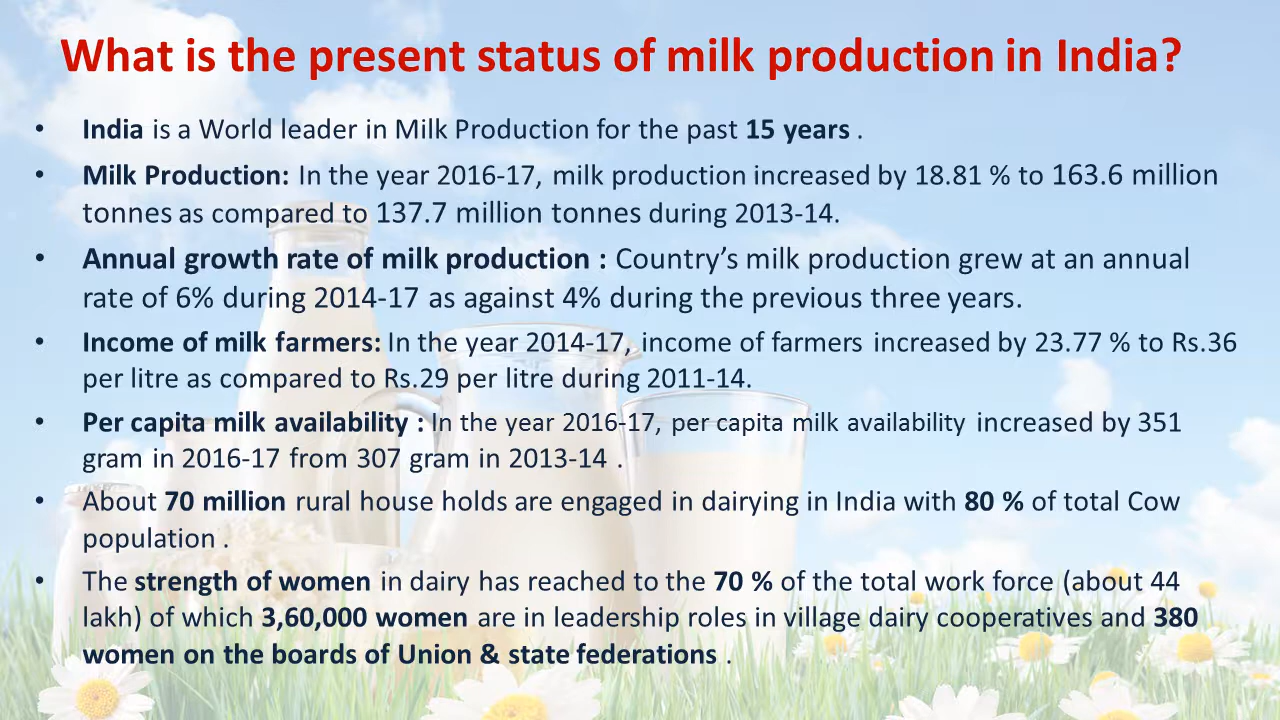 What is the present status of milk production in India?
• India is a World leader in Milk Production for the past 15 years .
• Milk Production: In the year 2016-17, milk production increased by 18.81 % to 163.6 million
tonnes as compared to 137.7 million tonnes during 2013-14.
• Annual growth rate of milk production : Country’s milk production grew at an annual
rate of 6% during 2014-17 as against 4% during the previous three years.
• Income of milk farmers: In the year 2014-17, income of farmers increased by 23.77 % to Rs.36
per litre as compared to Rs.29 per litre during 2011-14.
• Per capita milk availability : In the year 2016-17, per capita milk availability increased by 351
gram in 2016-17 from 307 gram in 2013-14 .
• About 70 million rural house holds are engaged in dairying in India with 80 % of total Cow
population .
• The strength of women in dairy has reached to the 70 % of the total work force (about 44
lakh) of which 3,60,000 women are in leadership roles in village dairy cooperatives and 380
women on the boards of Union & state federations .